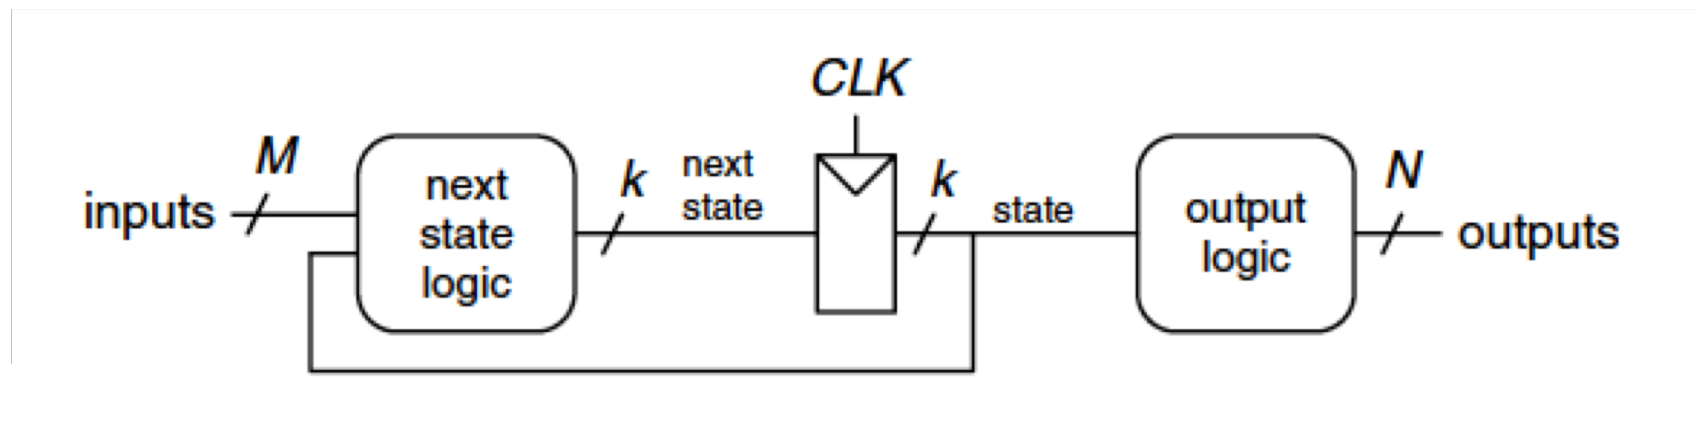 CLK
inputs
M
next
state
logic
k
next
state
k
state
output
logic
N
outputs